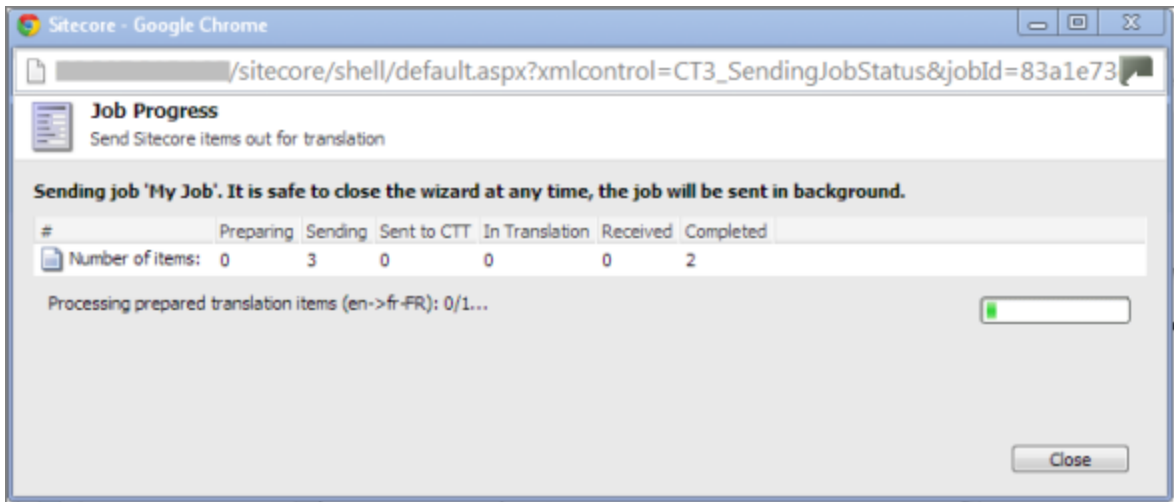 Sitecore - Google Chrome
/sitecore/shell/default.aspx?xmlcontrol=CT3_SendingJobStatus&jobId=83a1e73
Job Progress
Send Sitecore items out for translation
Sending job 'My Job'. It is safe to close the wizard at any time, the job will be sent in background.
# Preparing Sending Sent to CTT In Translation Received Completed
Number of items: 0 3 0 0 0 2
Processing prepared translation items (en->fr-FR): 0/1...
Close